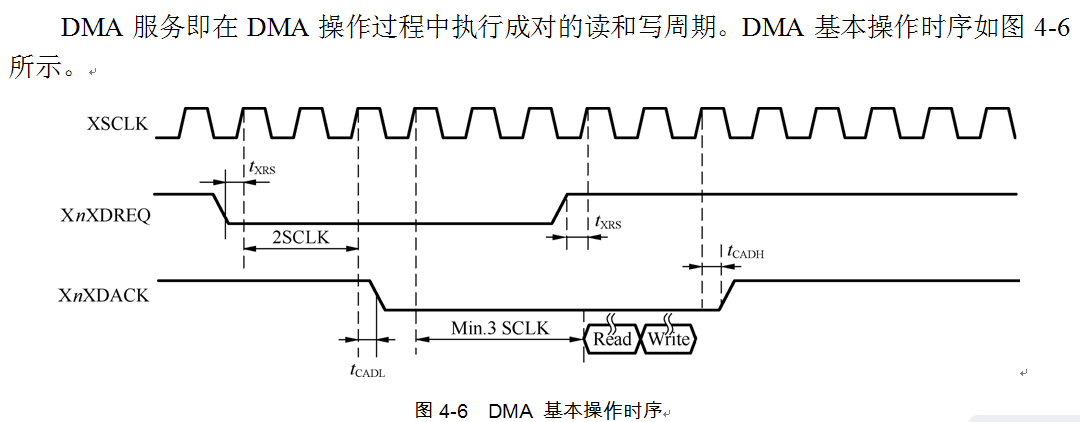 DMA 服务即在 DMA 操作过程中执行成对的读和写周期。DMA 基本操作时序如图 4-6
所示。
XSCLK
tXRS
XnXDREQ
2SCLK
tXRS
tCADH
XnXDACK
Min.3 SCLK
Read
Write
tCADL
图 4-6 DMA 基本操作时序